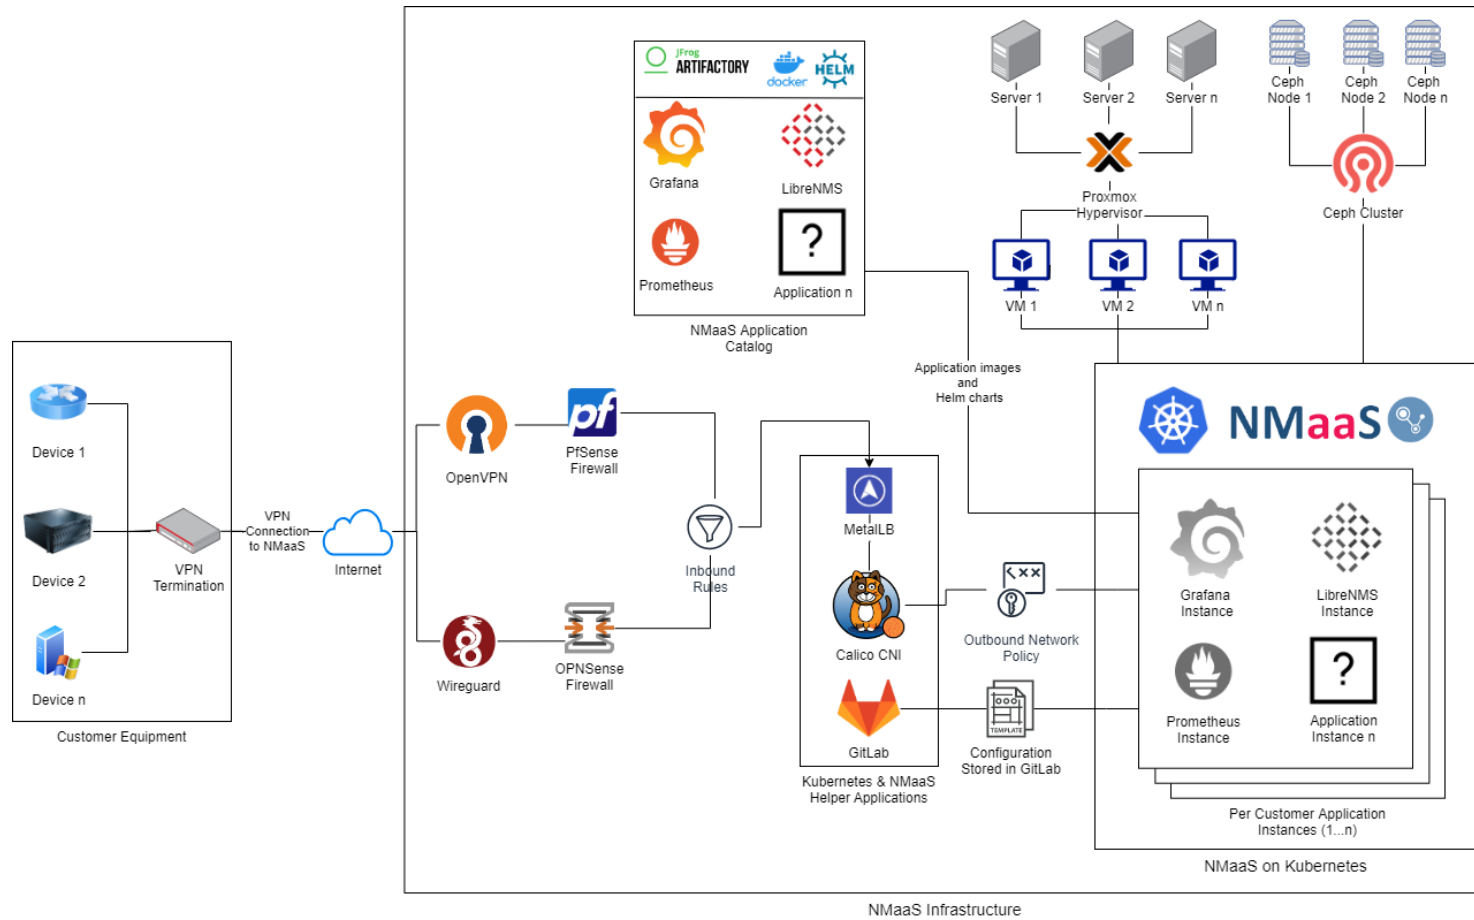 JFrog
ARTIFACTORY
docker
HELM
Grafana
LibreNMS
Prometheus
?
Application n
NMaaS Application
Catalog
Server 1
Server 2
Server n
Proxmox
Hypervisor
VM 1
VM 2
VM n
Ceph
Node 1
Ceph
Node 2
Ceph
Node n
Ceph Cluster
Application images
and
Helm charts
Device 1
Device 2
Device n
VPN
Termination
Customer Equipment
VPN
Connection
to NMaaS
Internet
OpenVPN
pf
PfSense
Firewall
Wireguard
OPNSense
Firewall
Inbound
Rules
MetalLB
Calico CNI
GitLab
Kubernetes & NMaaS
Helper Applications
Outbound Network
Policy
TEMPLATE
Configuration
Stored in GitLab
NMaaS
Grafana
Instance
LibreNMS
Instance
Prometheus
Instance
?
Application
Instance n
Per Customer Application
Instances (1...n)
NMaaS on Kubernetes
NMaaS Infrastructure